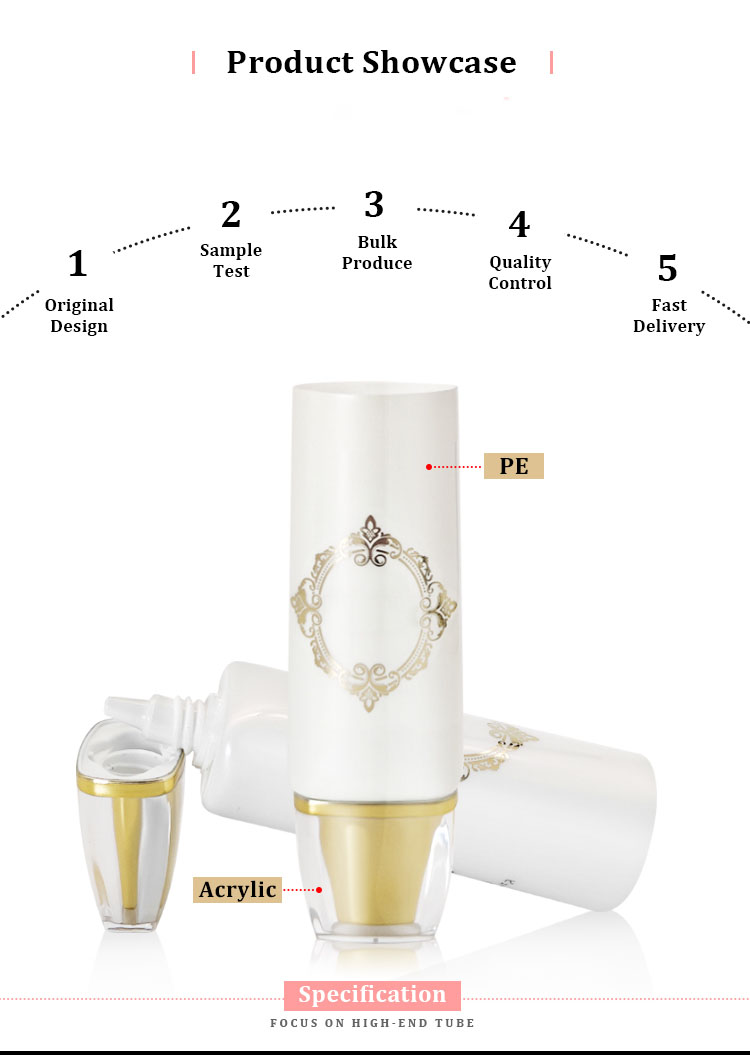 Product Showcase
1
Original
Design
2
Sample
Test
3
Bulk
Produce
4
Quality
Control
5
Fast
Delivery
PE
Acrylic
Specification
FOCUS ON HIGH-END TUBE